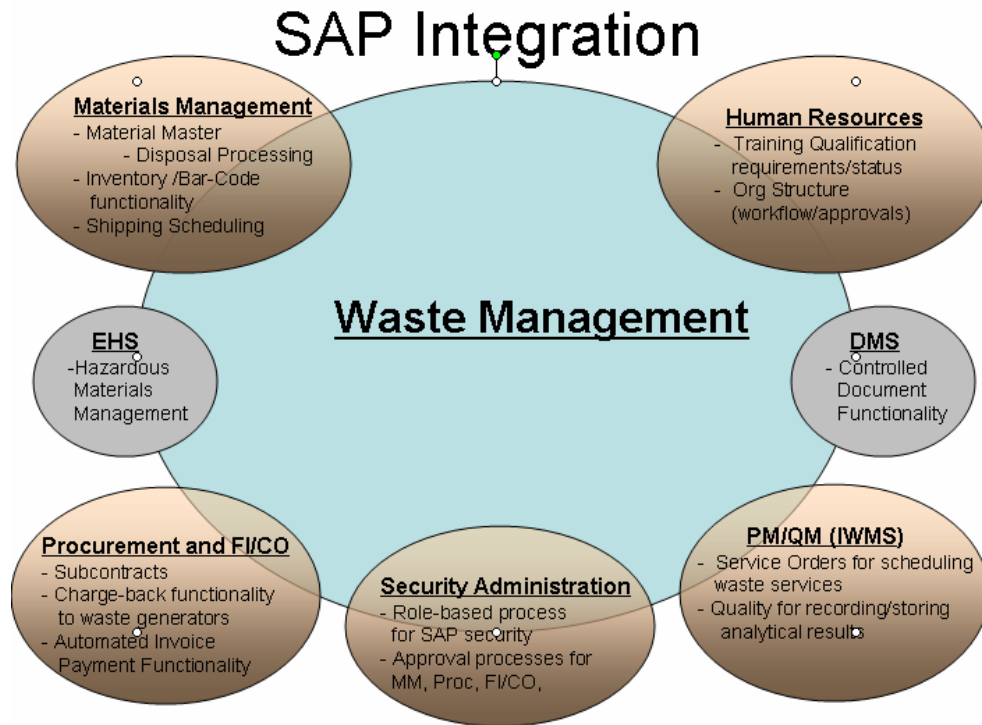 SAP Integration
Materials Management
- Material Master
- Disposal Processing
- Inventory /Bar-Code
functionality
- Shipping Scheduling
Human Resources
- Training Qualification
requirements/status
- Org Structure
(workflow/approvals)
Waste Management
EHS
-Hazardous
Materials
Management
DMS
- Controlled
Document
Functionality
Procurement and FI/CO
- Subcontracts
- Charge-back functionality
to waste generators
- Automated Invoice
Payment Functionality
Security Administration
- Role-based process
for SAP security
- Approval processes for
MM, Proc, FI/CO,
PM/QM (IWMS)
- Service Orders for scheduling
waste services
- Quality for recording/storing
analytical results